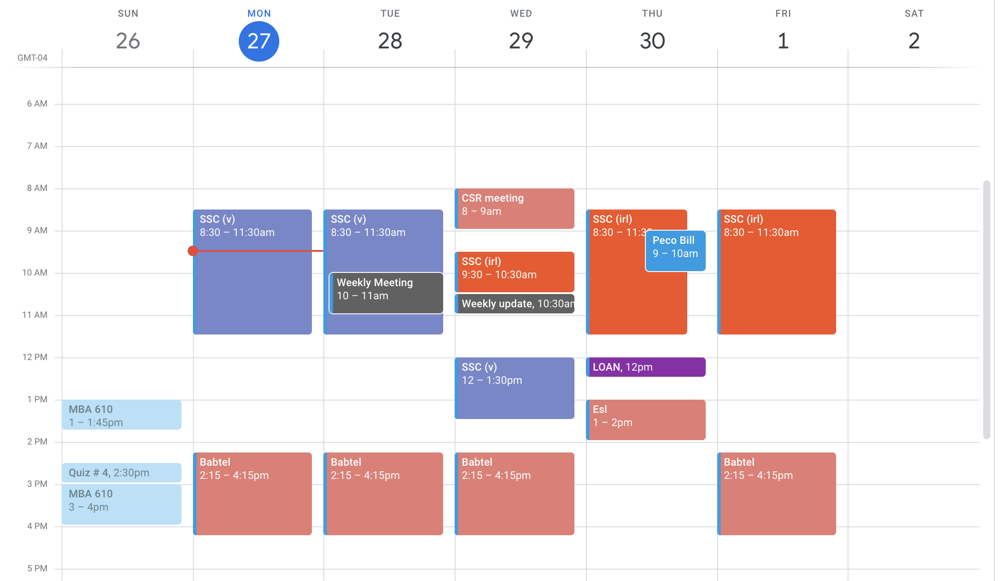 SUN MON TUE WED THU FRI SAT
26 27 28 29 30 1 2
GMT-04
6 AM
7 AM
8 AM
9 AM
10 AM
11 AM
12 PM
1 PM
2 PM
3 PM
4 PM
5 PM
MBA 610
1 – 1:45pm
Quiz # 4, 2:30pm
MBA 610
3 – 4pm
SSC (v)
8:30 – 11:30am
Babtel
2:15 – 4:15pm
SSC (v)
8:30 – 11:30am
Weekly Meeting
10 – 11am
Babtel
2:15 – 4:15pm
CSR meeting
8 – 9am
SSC (irl)
9:30 – 10:30am
Weekly update, 10:30am
SSC (v)
12 – 1:30pm
Babtel
2:15 – 4:15pm
SSC (irl)
8:30 – 11:30
Peco Bill
9 – 10am
LOAN, 12pm
Esl
1 – 2pm
SSC (irl)
8:30 – 11:30am
Babtel
2:15 – 4:15pm